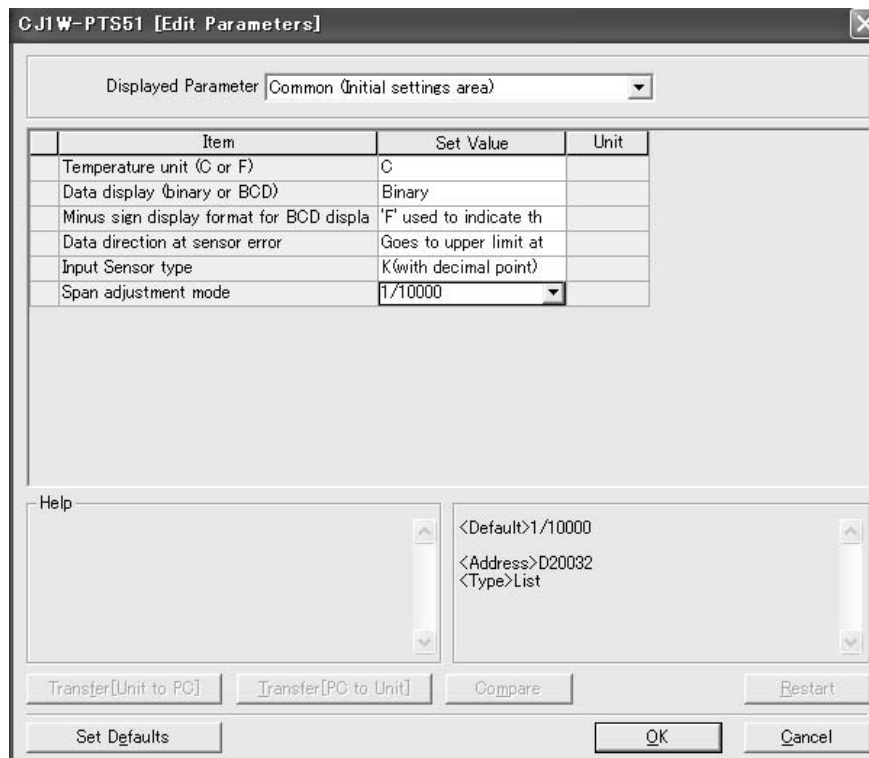 CJ1W-PTS51 [Edit Parameters]
Displayed Parameter Common (Initial settings area)
Item Set Value Unit
Temperature unit (C or F) C
Data display (binary or BCD) Binary
Minus sign display format for BCD displa 'F' used to indicate th
Data direction at sensor error Goes to upper limit at
Input Sensor type K(with decimal point)
Span adjustment mode 1/10000
Help
<Default>1/10000
<Address>D20032
<Type>List
Transfer[Unit to PC] Transfer[PC to Unit] Compare Restart
Set Defaults OK Cancel